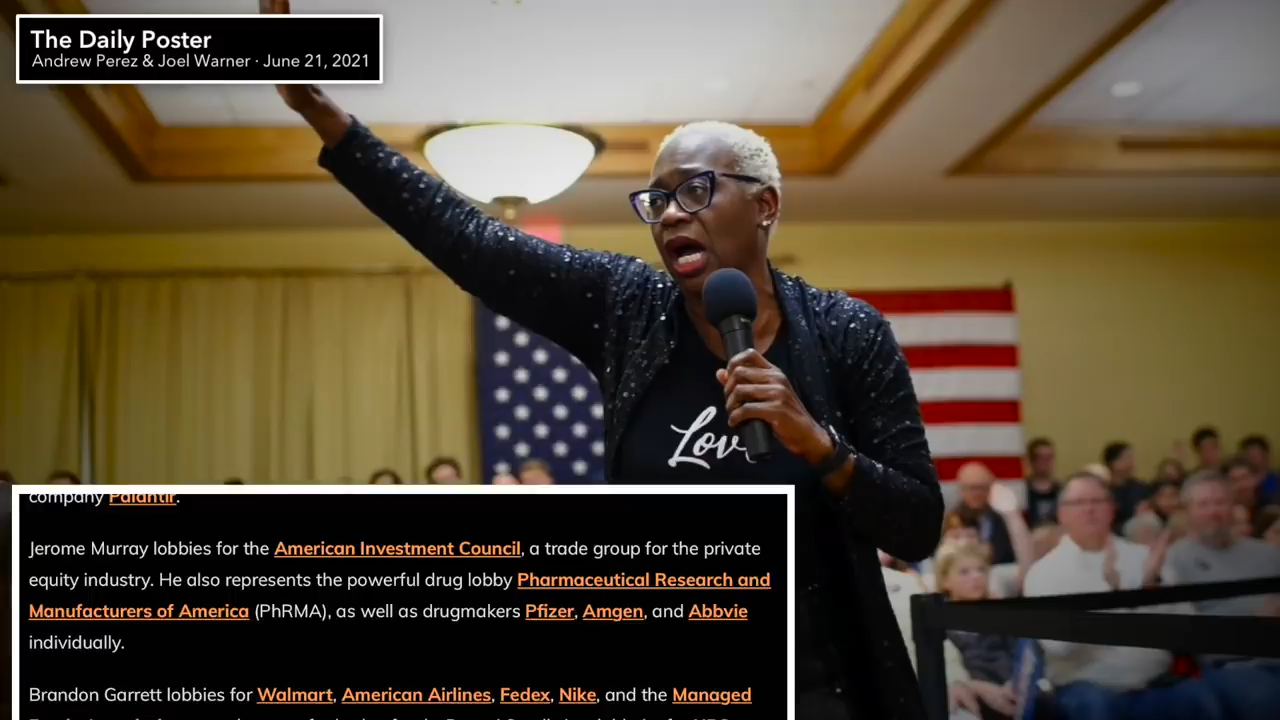 The Daily Poster
Andrew Perez & Joel Warner · June 21, 2021
Lov
company Palantir.
Jerome Murray lobbies for the American Investment Council, a trade group for the private
equity industry. He also represents the powerful drug lobby Pharmaceutical Research and
Manufacturers of America (PhRMA), as well as drugmakers Pfizer, Amgen, and Abbvie
individually.
Brandon Garrett lobbies for Walmart, American Airlines, Fedex, Nike, and the Managed